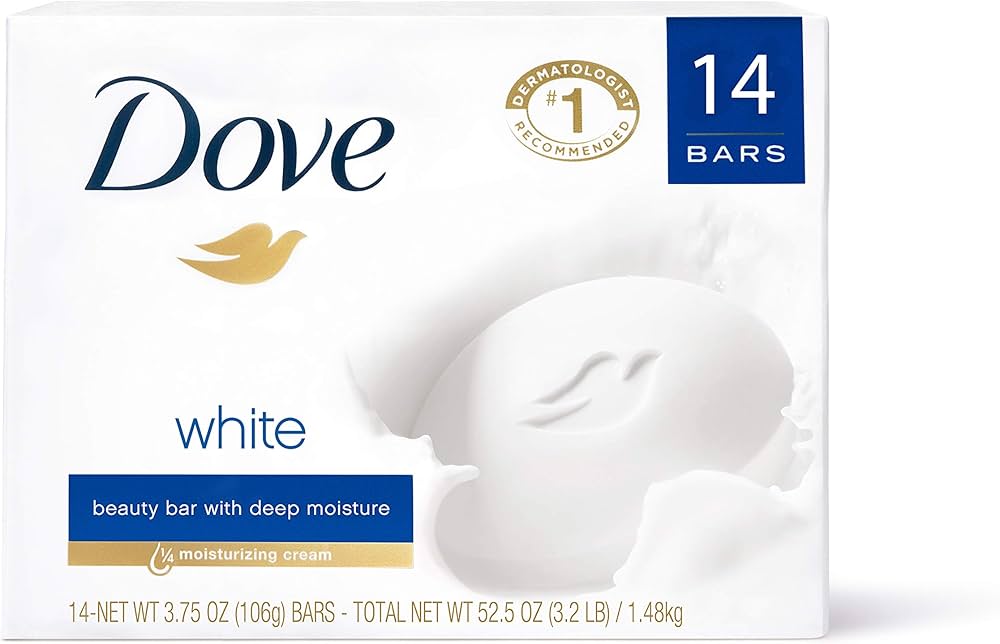 Dove
DERMATOLOGIST
#1
RECOMMENDED
14
BARS
white
beauty bar with deep moisture
1/4 moisturizing cream
14-NET WT 3.75 OZ (106g) BARS - TOTAL NET WT 52.5 OZ (3.2 LB) / 1.48kg